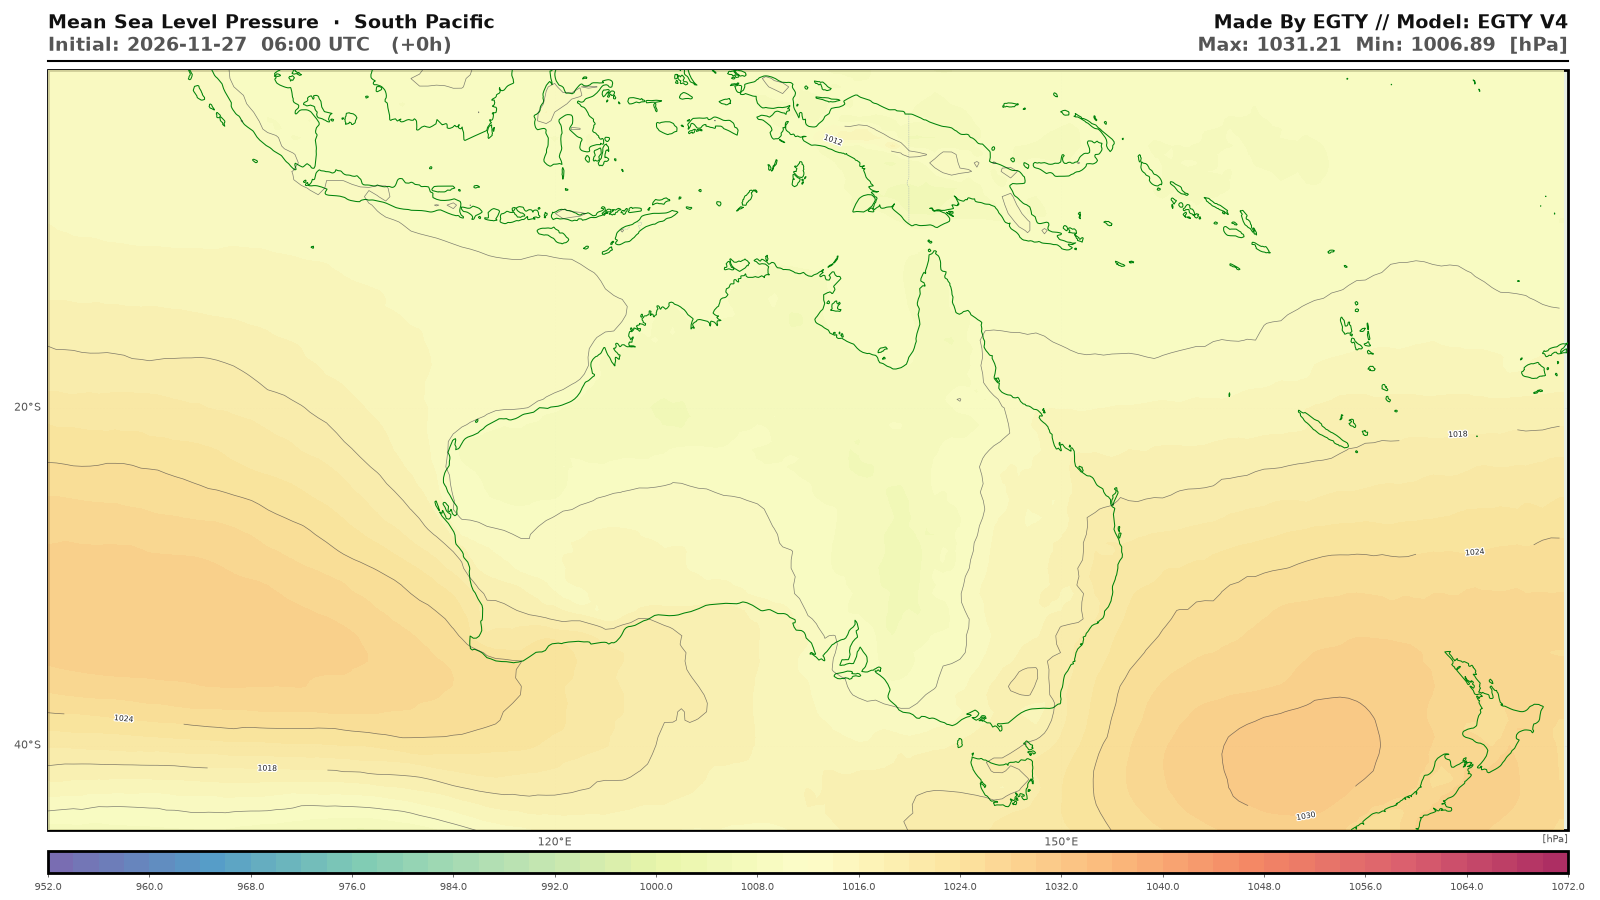 Mean Sea Level Pressure · South Pacific
Made By EGTY // Model: EGTY V4
Initial: 2026-11-27 06:00 UTC (+0h)
Max: 1031.21 Min: 1006.89 [hPa]
1012
20°S
1018
1024
1024
40°S
1018
1030
120°E
150°E
[hPa]
952.0 960.0 968.0 976.0 984.0 992.0 1000.0 1008.0 1016.0 1024.0 1032.0 1040.0 1048.0 1056.0 1064.0 1072.0